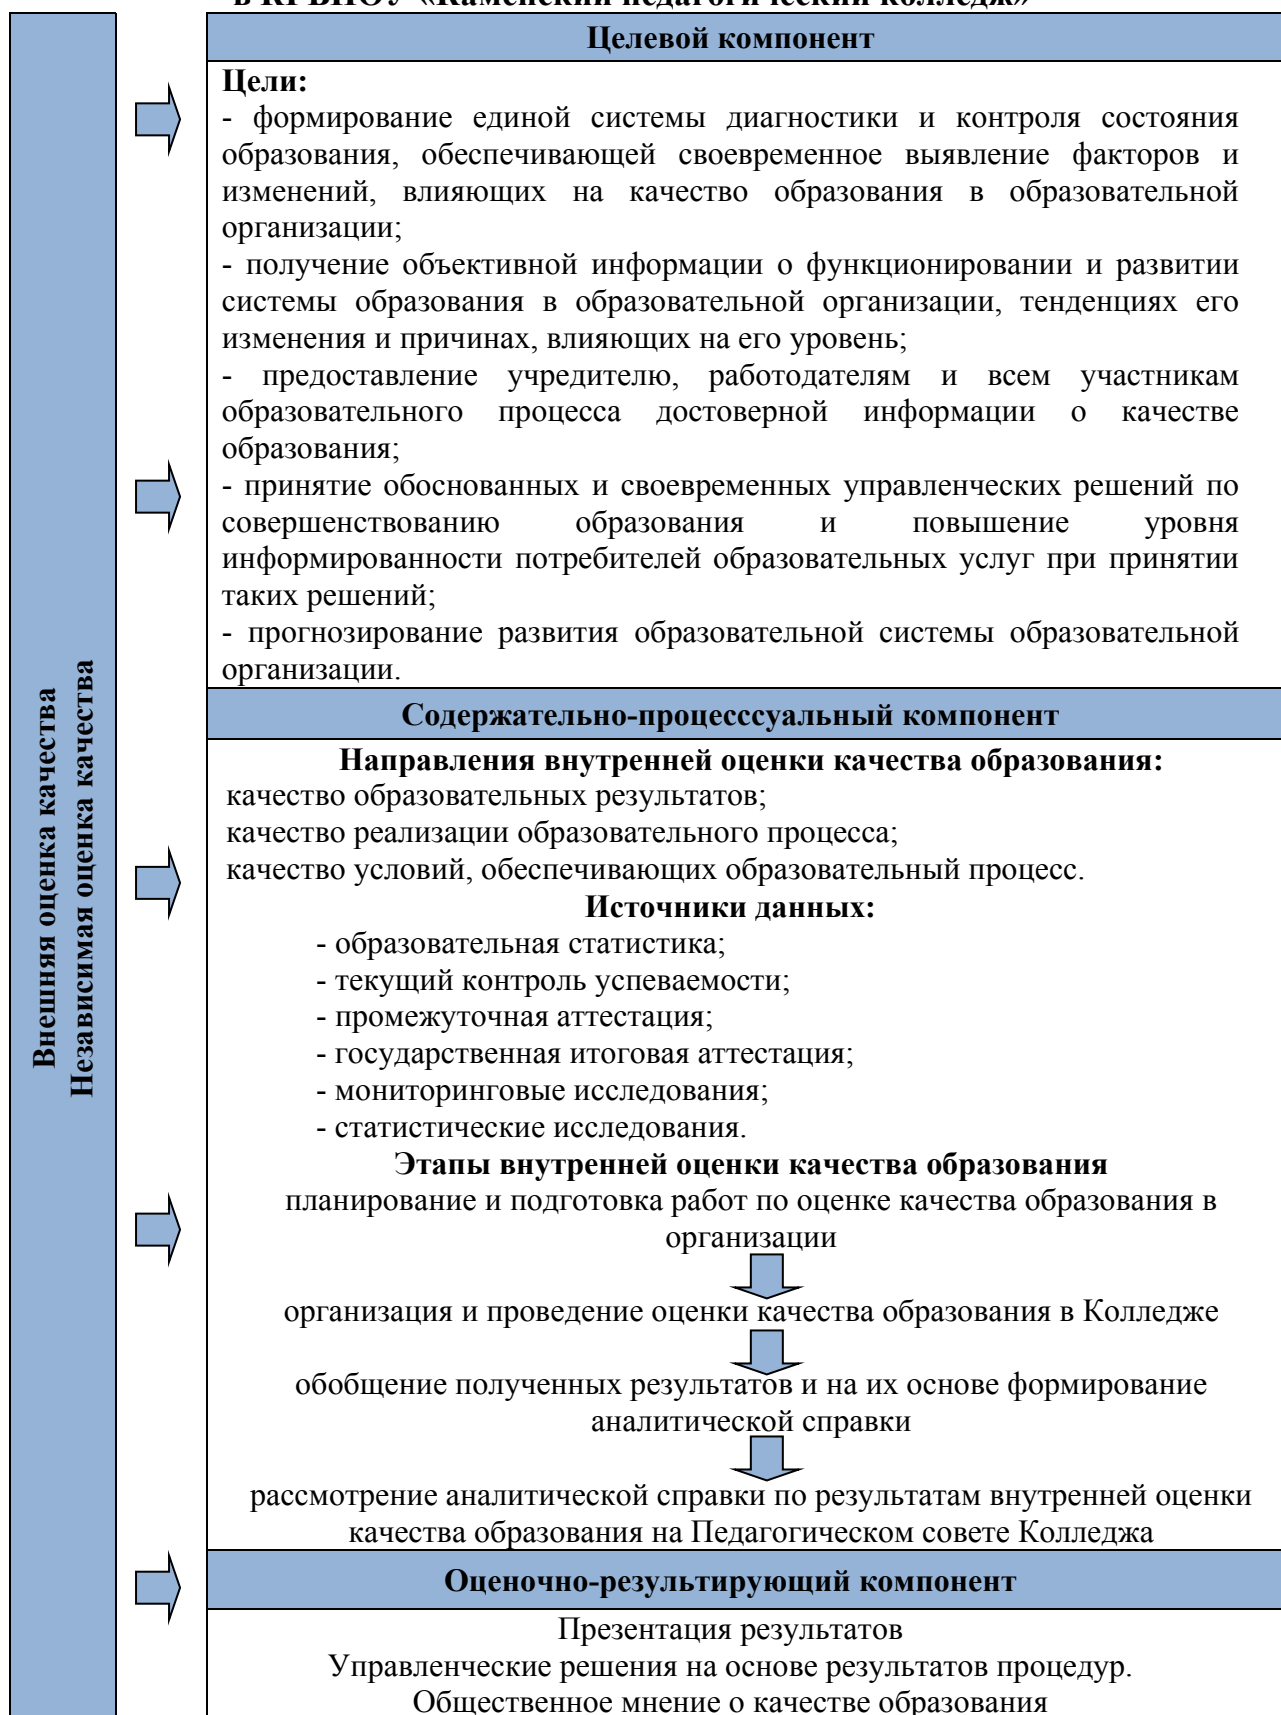 в КГБПОУ «Каменский педагогический колледж»
Целевой компонент
Цели:
- формирование единой системы диагностики и контроля состояния
образования, обеспечивающей своевременное выявление факторов и
изменений, влияющих на качество образования в образовательной
организации;
- получение объективной информации о функционировании и развитии
системы образования в образовательной организации, тенденциях его
изменения и причинах, влияющих на его уровень;
- предоставление учредителю, работодателям и всем участникам
образовательного процесса достоверной информации о качестве
образования;
- принятие обоснованных и своевременных управленческих решений по
совершенствованию образования и повышение уровня
информированности потребителей образовательных услуг при принятии
таких решений;
- прогнозирование развития образовательной системы образовательной
организации.
Внешняя оценка качества
Независимая оценка качества
Содержательно-процесссуальный компонент
Направления внутренней оценки качества образования:
качество образовательных результатов;
качество реализации образовательного процесса;
качество условий, обеспечивающих образовательный процесс.
Источники данных:
- образовательная статистика;
- текущий контроль успеваемости;
- промежуточная аттестация;
- государственная итоговая аттестация;
- мониторинговые исследования;
- статистические исследования.
Этапы внутренней оценки качества образования
планирование и подготовка работ по оценке качества образования в
организации
организация и проведение оценки качества образования в Колледже
обобщение полученных результатов и на их основе формирование
аналитической справки
рассмотрение аналитической справки по результатам внутренней оценки
качества образования на Педагогическом совете Колледжа
Оценочно-результирующий компонент
Презентация результатов
Управленческие решения на основе результатов процедур.
Общественное мнение о качестве образования